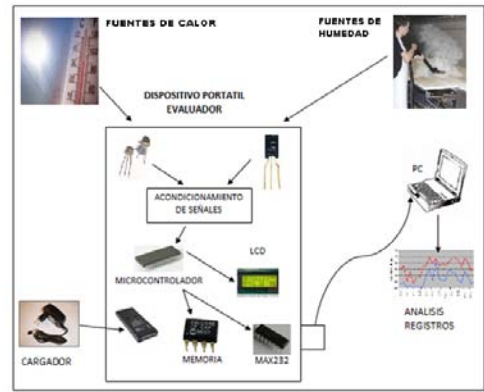 FUENTES DE CALOR
FUENTES DE
HUMEDAD
DISPOSITIVO PORTATIL
EVALUADOR
ACONDICIONAMIENTO
DE SEÑALES
PC
LCD
MICROCONTROLADOR
CARGADOR
MEMORIA
MAX232
ANALISIS
REGISTROS